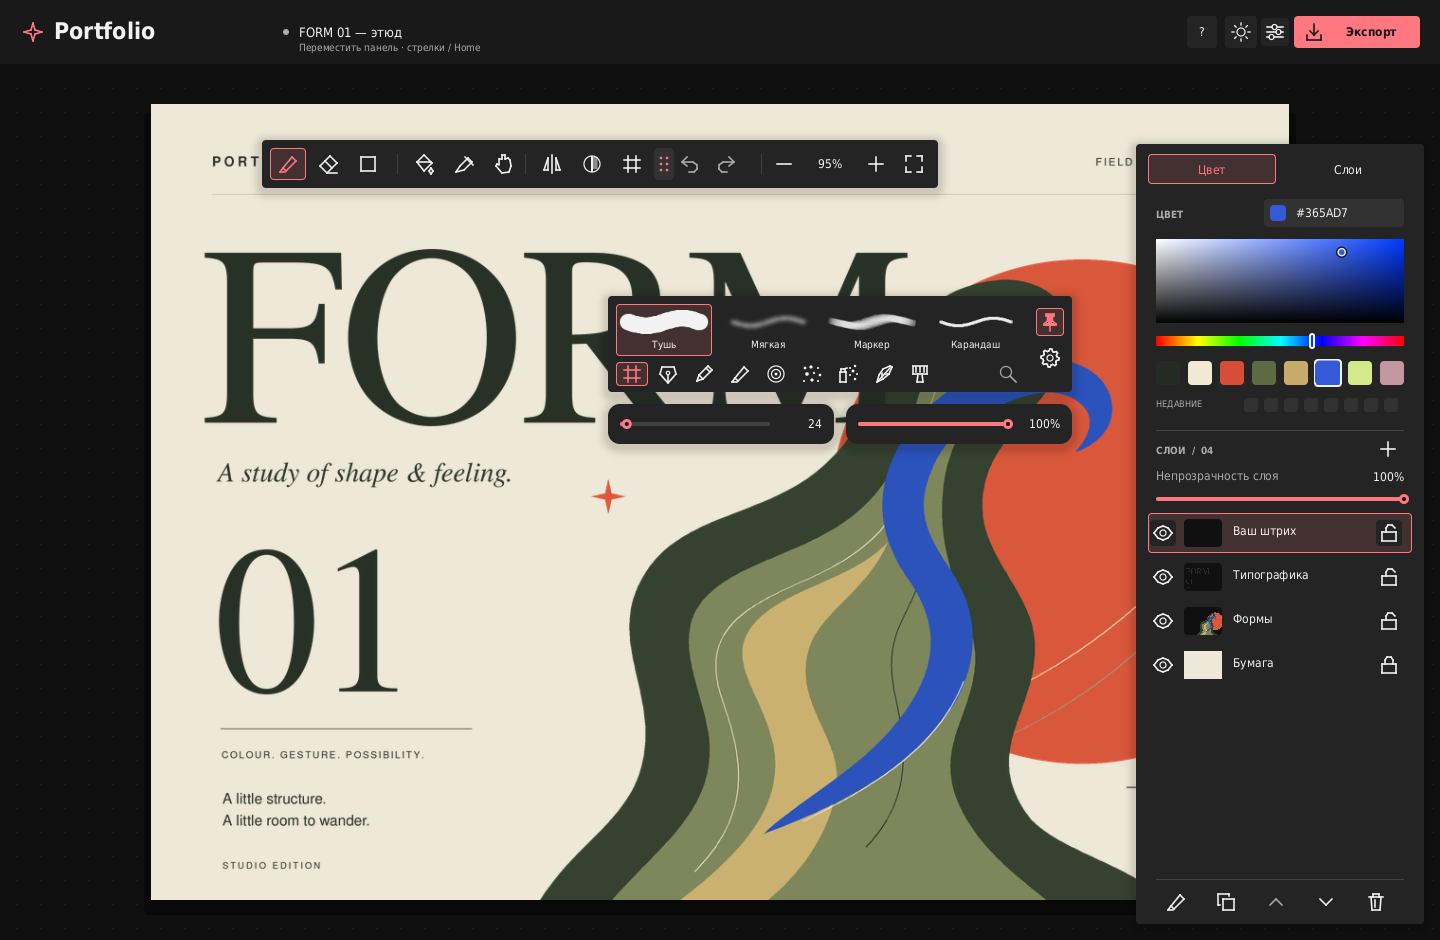 Portfolio
FORM 01 — этюд
Переместить панель · стрелки / Home
?
Экспорт
PORT
95%
FIELD
Цвет
Слои
ЦВЕТ
#365AD7
FORM
Тушь
Мягкая
Маркер
Карандаш
24
100%
НЕДАВНИЕ
СЛОИ / 04
Непрозрачность слоя
100%
A study of shape & feeling.
01
Ваш штрих
Типографика
Формы
Бумага
COLOUR. GESTURE. POSSIBILITY.
A little structure.
A little room to wander.
STUDIO EDITION